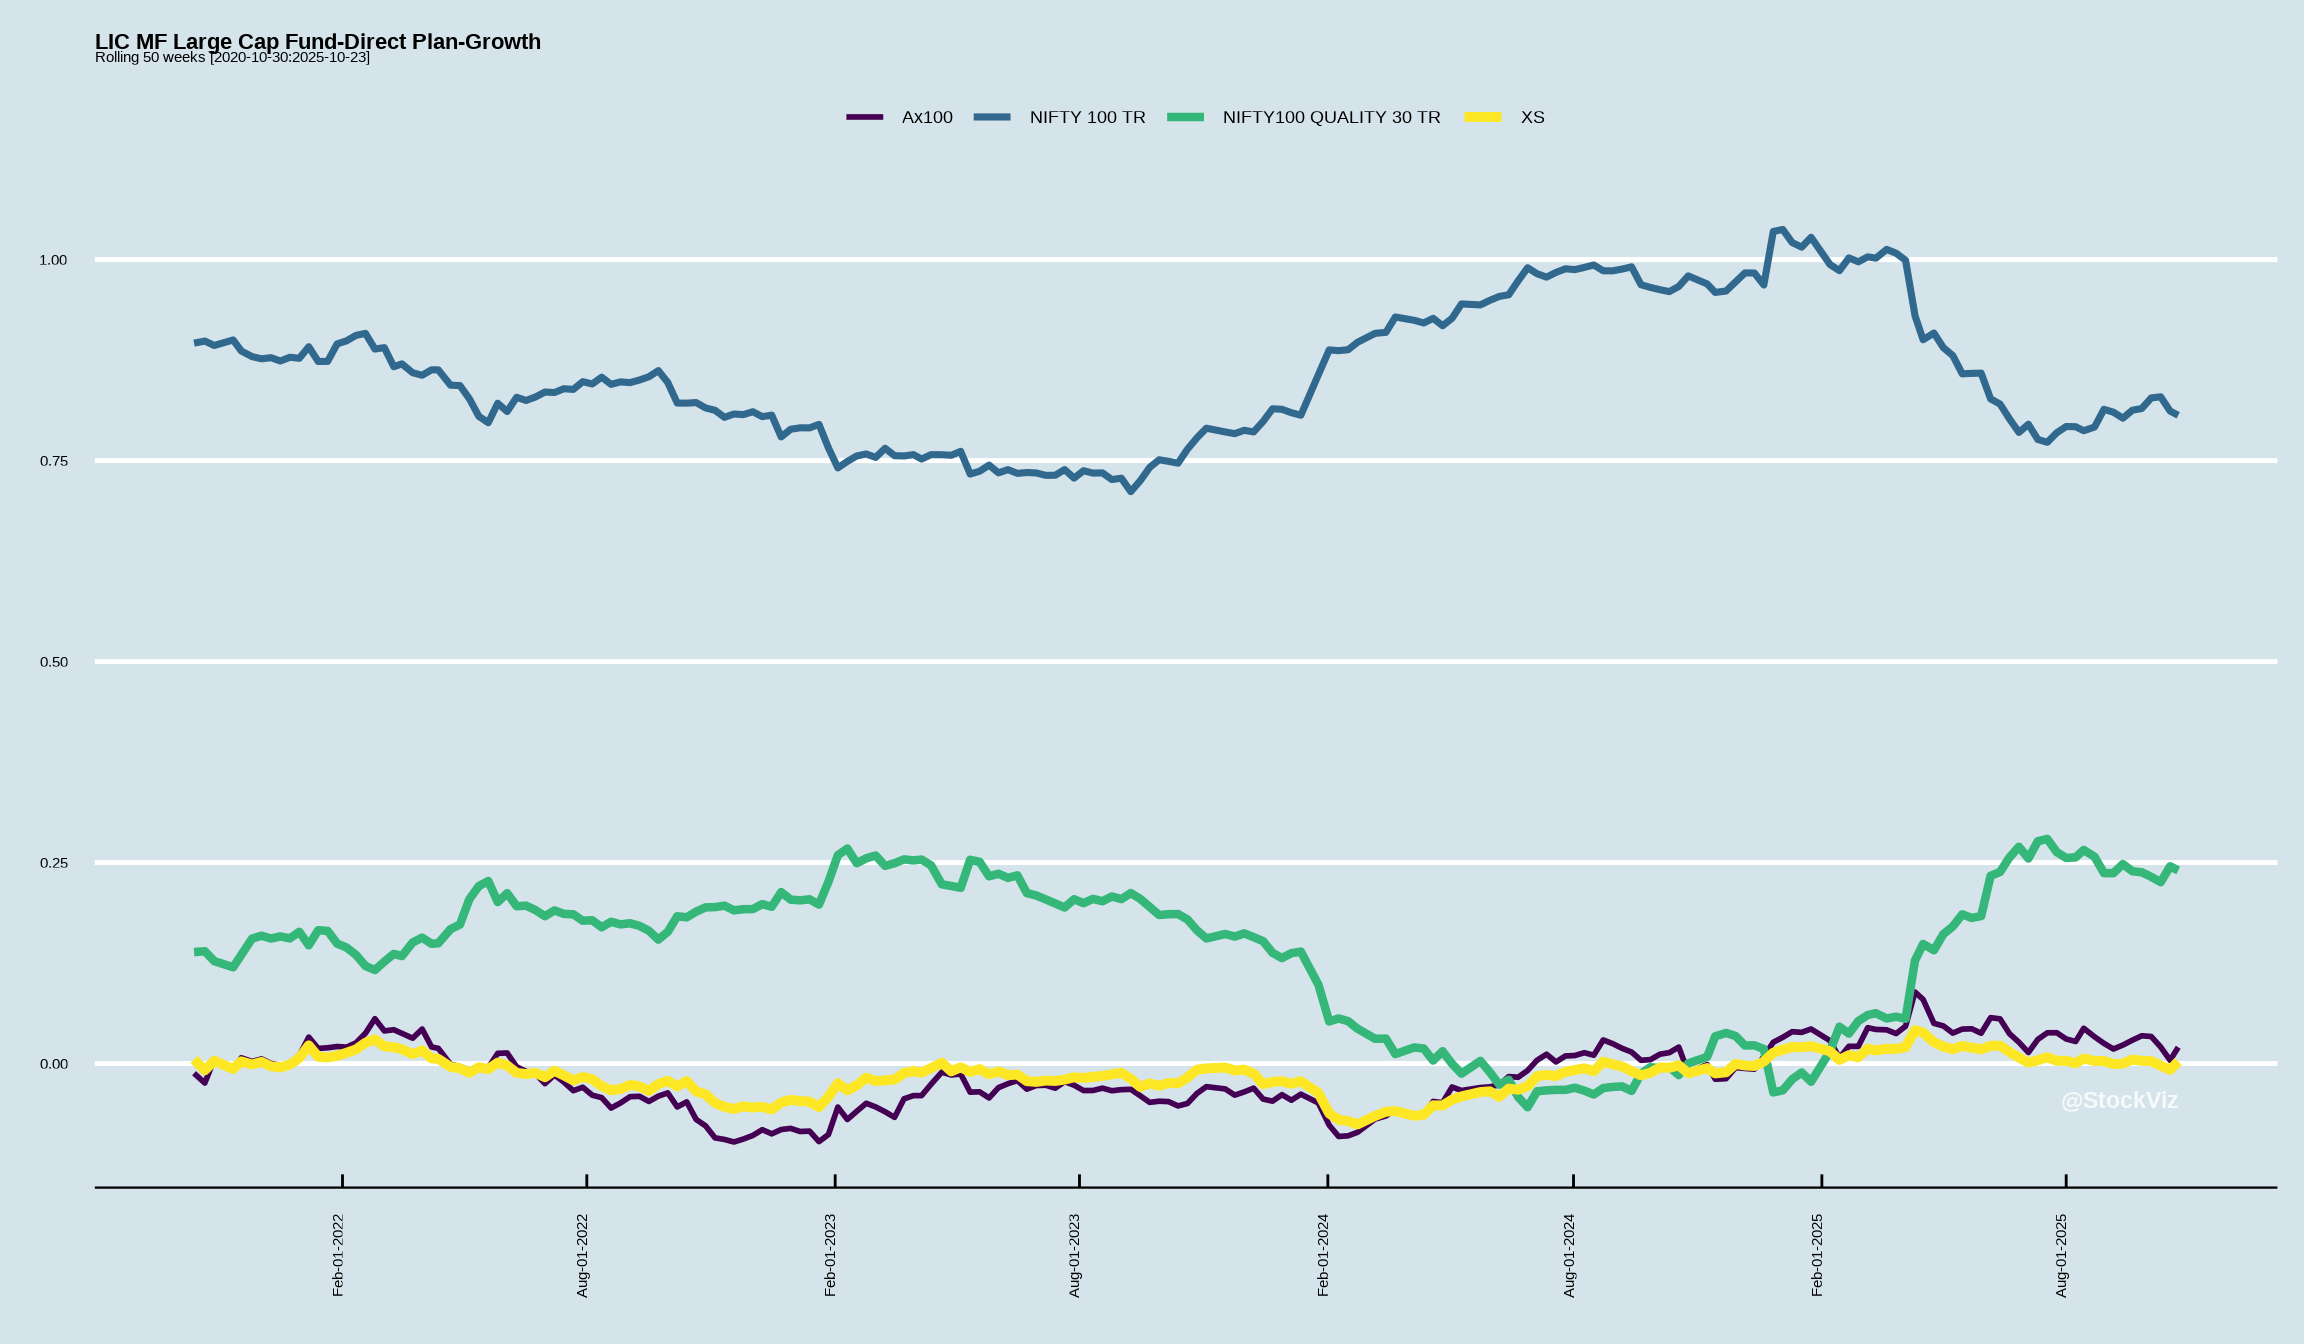 LIC MF Large Cap Fund-Direct Plan-Growth
Rolling 50 weeks [2020-10-30:2025-10-23]
Ax100 NIFTY 100 TR NIFTY100 QUALITY 30 TR XS
1.00
0.75
0.50
0.25
0.00
@StockViz
Feb-01-2022
Aug-01-2022
Feb-01-2023
Aug-01-2023
Feb-01-2024
Aug-01-2024
Feb-01-2025
Aug-01-2025